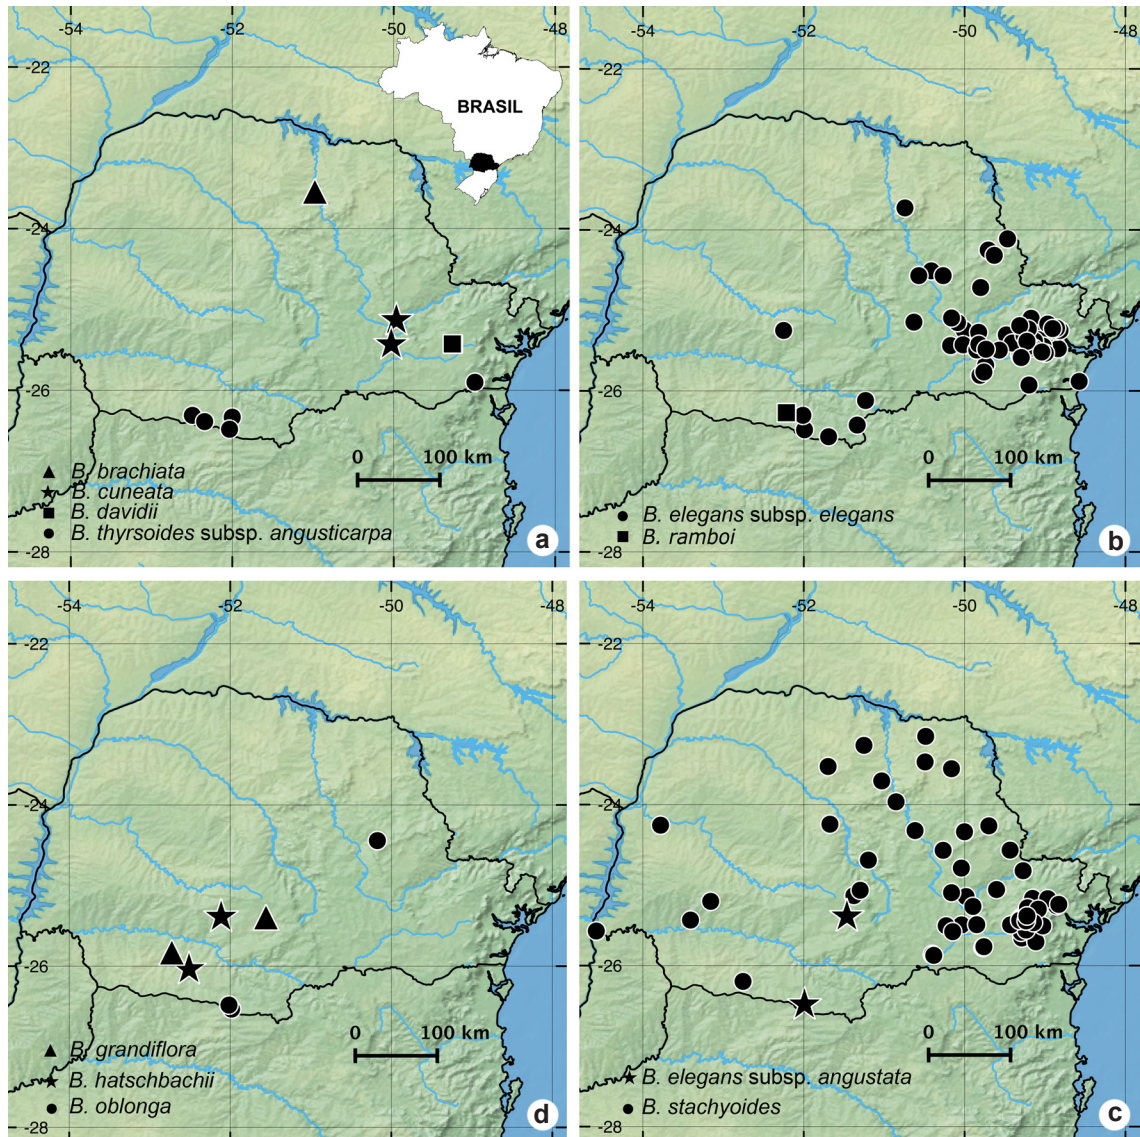 -54 -52 -50 -48
-22
BRASIL
-24
-26
0 100 km
B. brachiata
B. cuneata
B. davidii
B. thyrsoides subsp. angusticarpa
a
-28
-54 -52 -50 -48
-22
-24
-26
0 100 km
B. elegans subsp. elegans
B. ramboi
b
-28
-54 -52 -50 -48
-22
-24
-26
0 100 km
B. grandiflora
B. hatschbachii
B. oblonga
d
-28
-54 -52 -50 -48
-22
-24
-26
0 100 km
B. elegans subsp. angustata
B. stachyoides
c
-28